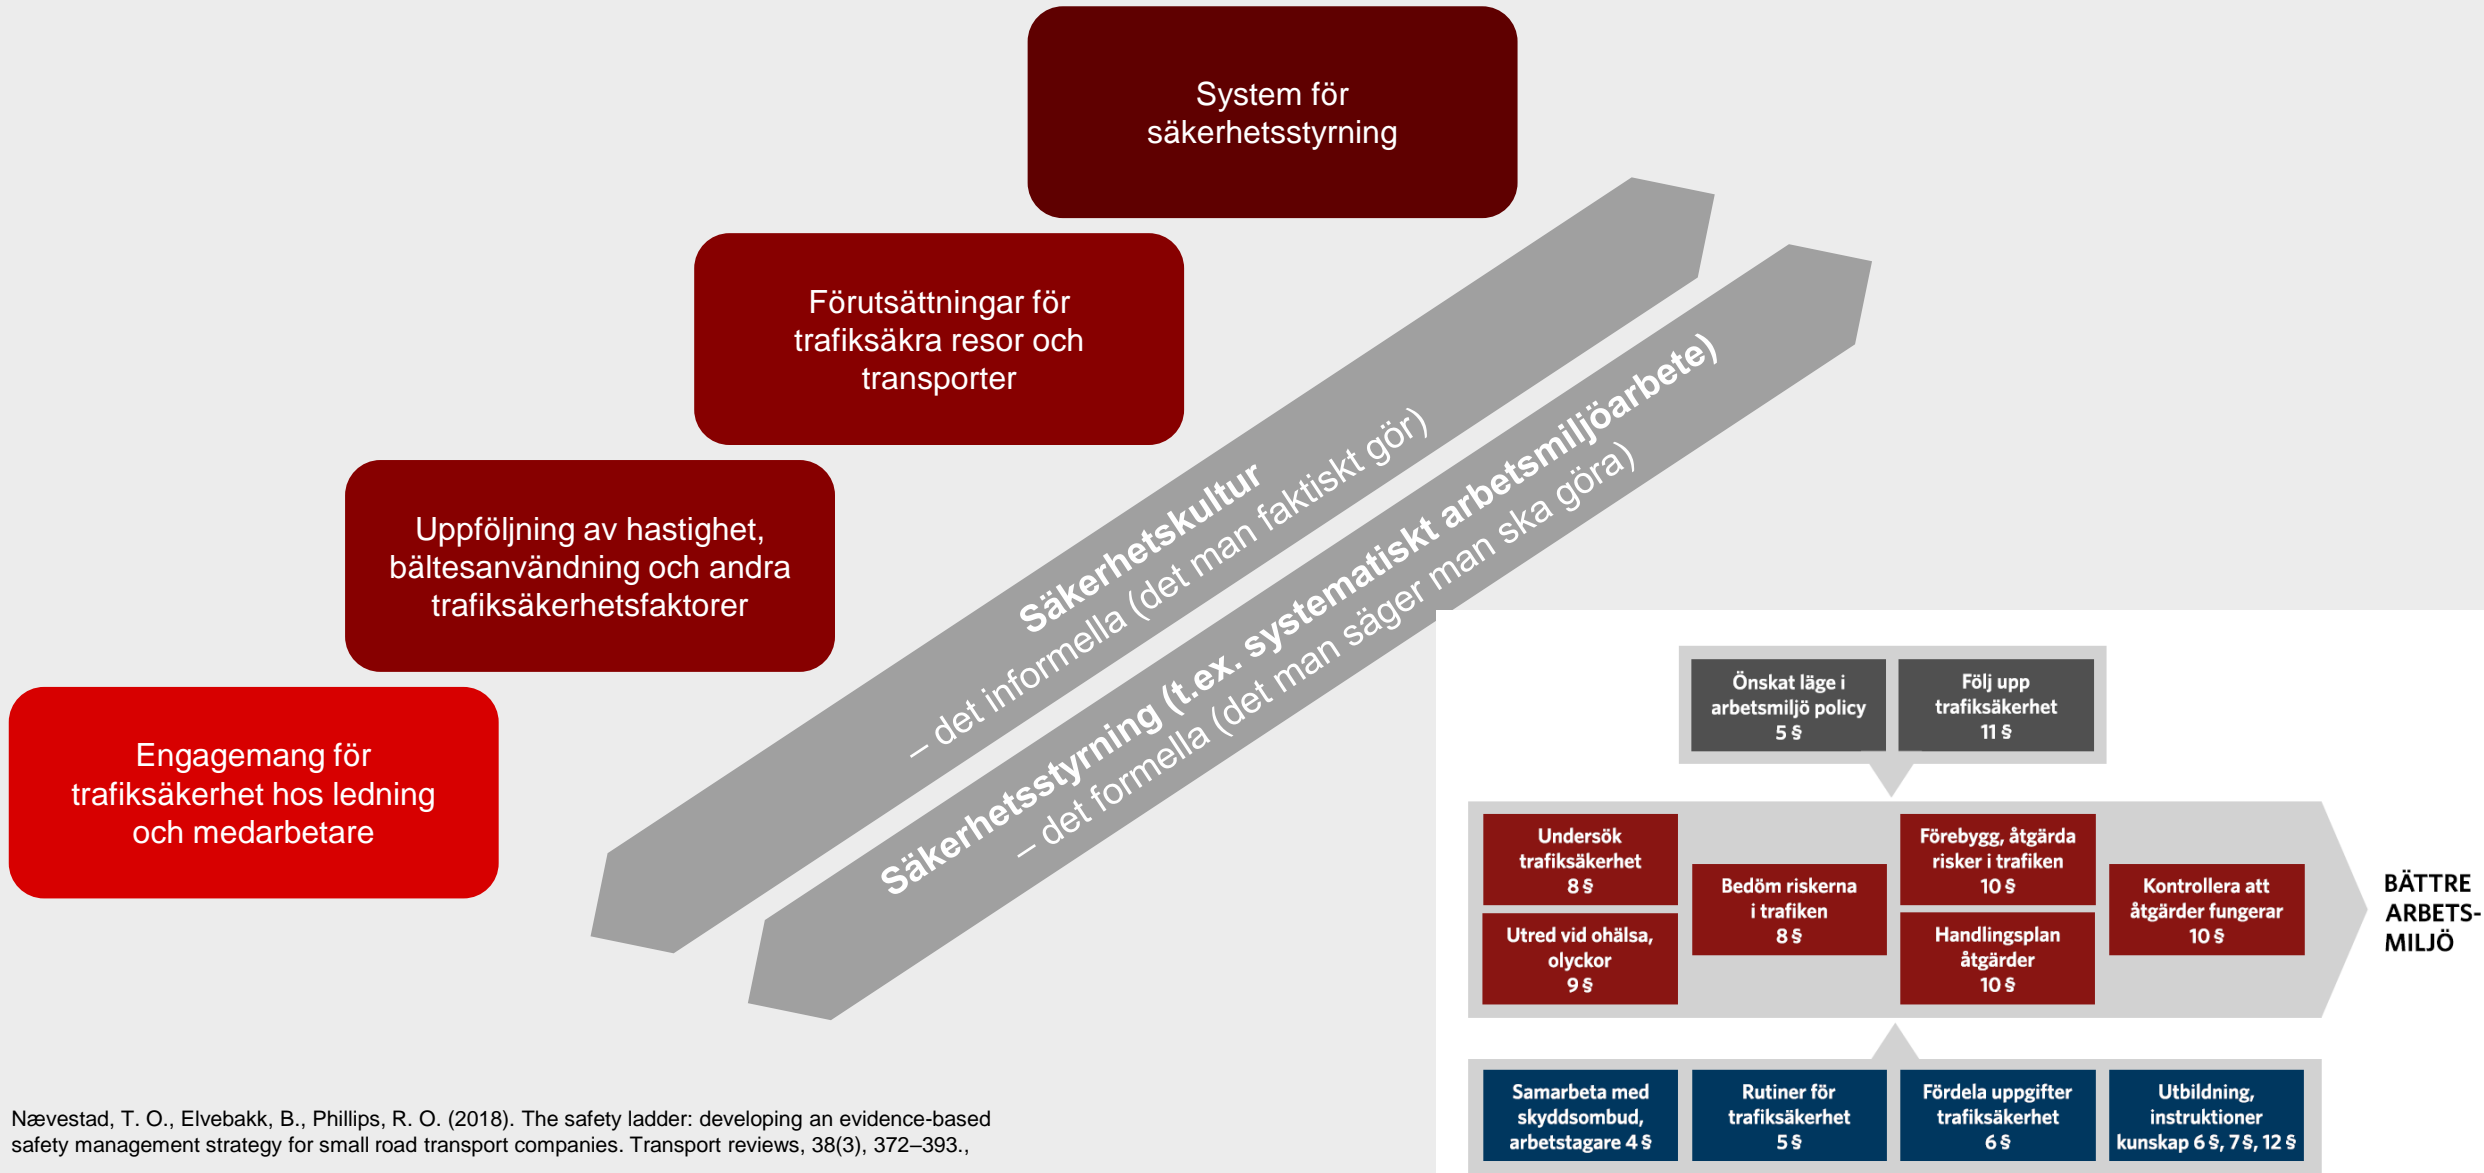 System för
säkerhetsstyrning
Förutsättningar för
trafiksäkra resor och
transporter
Uppföljning av hastighet,
bältesanvändning och andra
trafiksäkerhetsfaktorer
Engagemang för
trafiksäkerhet hos ledning
och medarbetare
Säkerhetskultur
– det informella (det man faktiskt gör)
Säkerhetsstyrning (t.ex. systematiskt arbetsmiljöarbete)
– det formella (det man säger man ska göra)
Önskat läge i
arbetsmiljö policy
5 §
Följ upp
trafiksäkerhet
11 §
Undersök
trafiksäkerhet
8 §
Utred vid ohälsa,
olyckor
9 §
Bedöm riskerna
i trafiken
8 §
Förebygg, åtgärda
risker i trafiken
10 §
Handlingsplan
åtgärder
10 §
Kontrollera att
åtgärder fungerar
10 §
BÄTTRE
ARBETS-
MILJÖ
Samarbeta med
skyddsombud,
arbetstagare 4 §
Rutiner för
trafiksäkerhet
5 §
Fördela uppgifter
trafiksäkerhet
6 §
Utbildning,
instruktioner
kunskap 6 §, 7 §, 12 §
Nævestad, T. O., Elvebakk, B., Phillips, R. O. (2018). The safety ladder: developing an evidence-based
safety management strategy for small road transport companies. Transport reviews, 38(3), 372–393.,